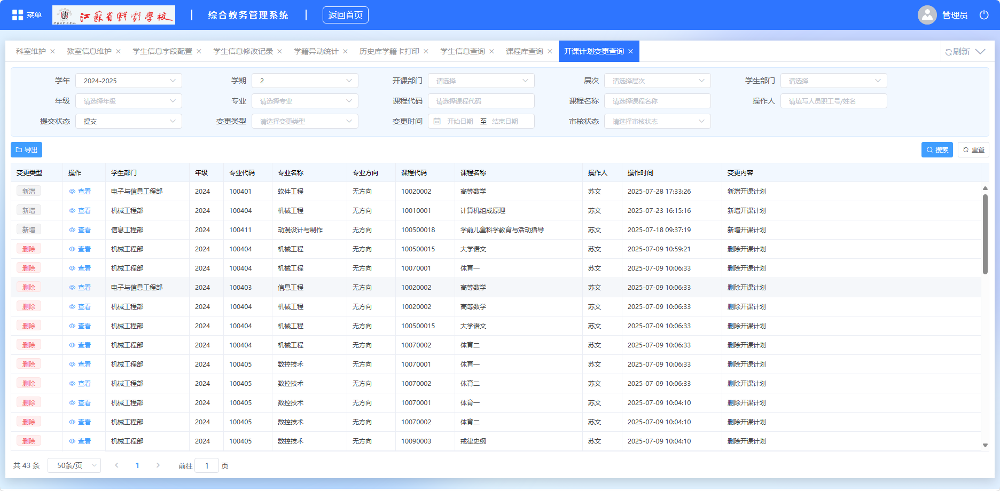 菜单 江苏省戏剧学校 综合教务管理系统 返回首页 管理员
科室维护 教室信息维护 学生信息字段配置 学生信息修改记录 学籍异动统计 历史库学籍卡打印 学生信息查询 课程库查询 开课计划变更查询 刷新
学年 2024-2025 学期 2 开课部门 请选择 层次 请选择层次 学生部门 请选择
年级 请选择年级 专业 请选择专业 课程代码 请选择课程代码 课程名称 请选择课程名称 操作人 请填写人员职工号/姓名
提交状态 提交 变更类型 请选择变更类型 变更时间 开始日期 至 结束日期 审核状态 请选择审核状态
导出 搜索 重置
变更类型 操作 学生部门 年级 专业代码 专业名称 专业方向 课程代码 课程名称 操作人 操作时间 变更内容
新增 查看 电子与信息工程部 2024 100401 软件工程 无方向 10020002 高等数学 苏文 2025-07-28 17:33:26 新增开课计划
新增 查看 机械工程部 2024 100404 机械工程 无方向 10010001 计算机组成原理 苏文 2025-07-23 16:15:16 新增开课计划
新增 查看 信息工程部 2024 100411 动漫设计与制作 无方向 100500018 学前儿童科学教育与活动指导 苏文 2025-07-18 09:37:19 新增开课计划
删除 查看 机械工程部 2024 100404 机械工程 无方向 100500015 大学语文 苏文 2025-07-09 10:59:21 删除开课计划
删除 查看 机械工程部 2024 100404 机械工程 无方向 10070001 体育一 苏文 2025-07-09 10:06:33 删除开课计划
删除 查看 电子与信息工程部 2024 100403 信息工程 无方向 10020002 高等数学 苏文 2025-07-09 10:06:33 删除开课计划
删除 查看 机械工程部 2024 100404 机械工程 无方向 10020002 高等数学 苏文 2025-07-09 10:06:33 删除开课计划
删除 查看 机械工程部 2024 100404 机械工程 无方向 100500015 大学语文 苏文 2025-07-09 10:06:33 删除开课计划
删除 查看 机械工程部 2024 100404 机械工程 无方向 10070002 体育二 苏文 2025-07-09 10:06:33 删除开课计划
删除 查看 机械工程部 2024 100405 数控技术 无方向 10070001 体育一 苏文 2025-07-09 10:06:33 删除开课计划
删除 查看 机械工程部 2024 100405 数控技术 无方向 10070002 体育二 苏文 2025-07-09 10:06:33 删除开课计划
删除 查看 机械工程部 2024 100405 数控技术 无方向 10070001 体育一 苏文 2025-07-09 10:04:10 删除开课计划
删除 查看 机械工程部 2024 100405 数控技术 无方向 10070002 体育二 苏文 2025-07-09 10:04:10 删除开课计划
删除 查看 机械工程部 2024 100405 数控技术 无方向 10090003 戒律史纲 苏文 2025-07-09 10:04:10 删除开课计划
共 43 条 50条/页 1 前往 1 页